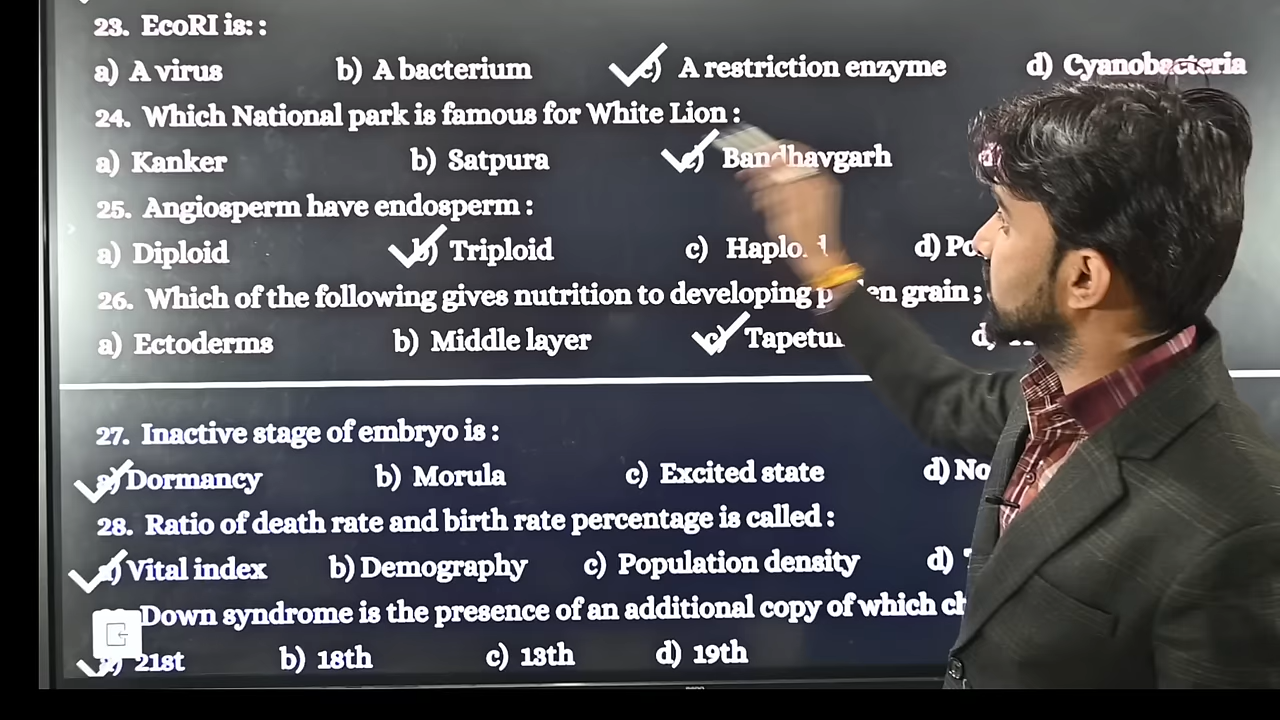 23. EcoRI is: :
a) A virus b) A bacterium c) A restriction enzyme d) Cyanobacteria
24. Which National park is famous for White Lion :
a) Kanker b) Satpura c) Bandhavgarh
25. Angiosperm have endosperm :
a) Diploid b) Triploid c) d)
26. Which of the following gives nutrition to developing grain ;
a) Ectoderms b) Middle layer c) d)
27. Inactive stage of embryo is :
a) Dormancy b) Morula c) Excited state d)
28. Ratio of death rate and birth rate percentage is called :
a) Vital index b) Demography c) Population density d)
Down syndrome is the presence of an additional copy of which
a) 21st b) 18th c) 13th d) 19th